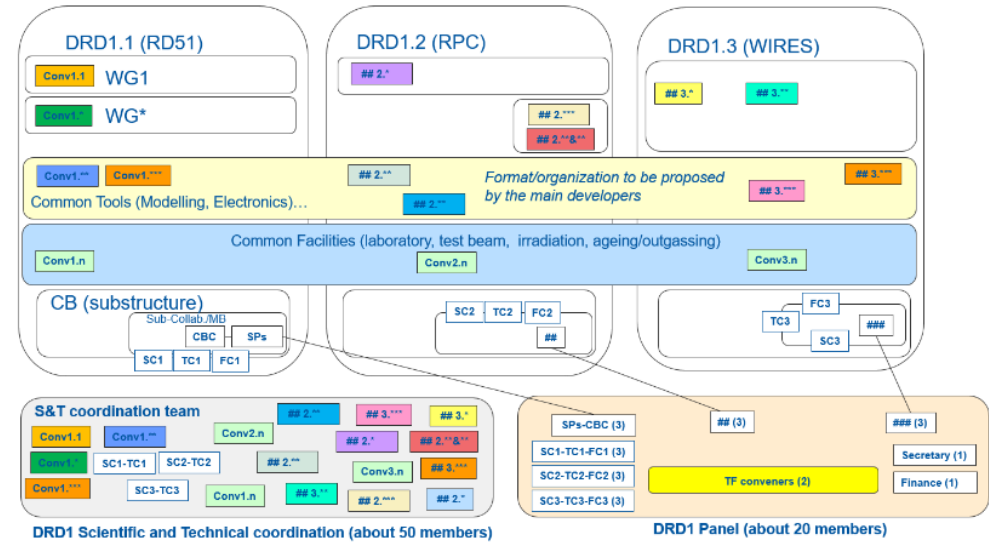 DRD1.1 (RD51)
DRD1.2 (RPC)
DRD1.3 (WIRES)
Conv1.1
WG1
Conv1.*
WG*
## 2.^
## 2.***
## 2.^^&^^
## 3.^
## 3.^^
Conv1.**
Conv1.***
## 2.^^
## 2.**
Format/organization to be proposed
by the main developers
## 3.***
## 3.^^^
Common Tools (Modelling, Electronics)…
Common Facilities (laboratory, test beam, irradiation, ageing/outgassing)
Conv1.n
Conv2.n
Conv3.n
CB (substructure)
Sub-Collab./MB
CBC
SPs
SC1
TC1
FC1
SC2
TC2
FC2
##
FC3
TC3
###
SC3
S&T coordination team
Conv1.1
Conv1.**
Conv2.n
## 2.**
## 3.***
## 3.^
## 2.^
## 2.^^&^^
Conv1.*
SC1-TC1
SC2-TC2
## 2.^^
Conv3.n
## 3.^^^
Conv1.***
SC3-TC3
Conv1.n
## 3.^^
## 2.^^^
## 2.*
DRD1 Scientific and Technical coordination (about 50 members)
SPs-CBC (3)
## (3)
### (3)
SC1-TC1-FC1 (3)
SC2-TC2-FC2 (3)
SC3-TC3-FC3 (3)
TF conveners (2)
Secretary (1)
Finance (1)
DRD1 Panel (about 20 members)